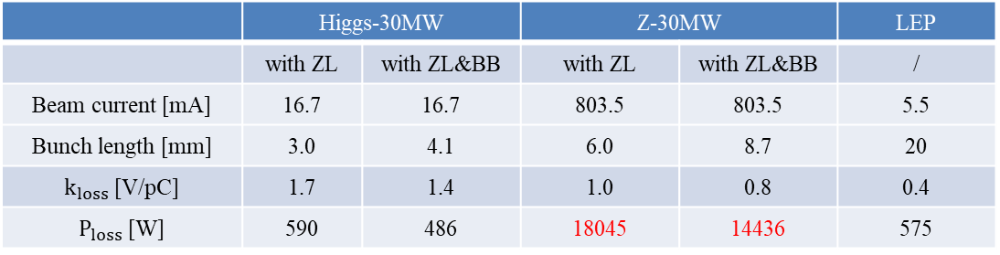 Higgs-30MW Z-30MW LEP
with ZL with ZL&BB with ZL with ZL&BB /
Beam current [mA] 16.7 16.7 803.5 803.5 5.5
Bunch length [mm] 3.0 4.1 6.0 8.7 20
k_loss [V/pC] 1.7 1.4 1.0 0.8 0.4
P_loss [W] 590 486 18045 14436 575